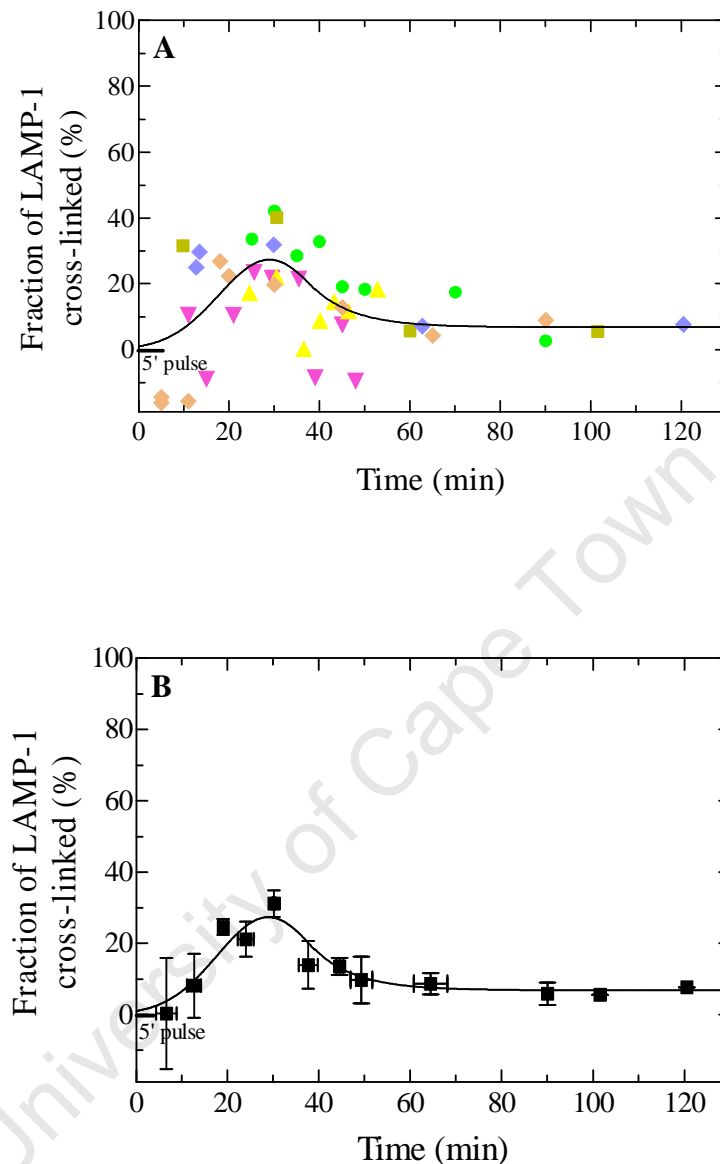 A
100
80
60
40
20
0
Fraction of LAMP-1
cross-linked (%)
5' pulse
0 20 40 60 80 100 120
Time (min)
B
100
80
60
40
20
0
Fraction of LAMP-1
cross-linked (%)
5' pulse
0 20 40 60 80 100 120
Time (min)
University of Cape Town